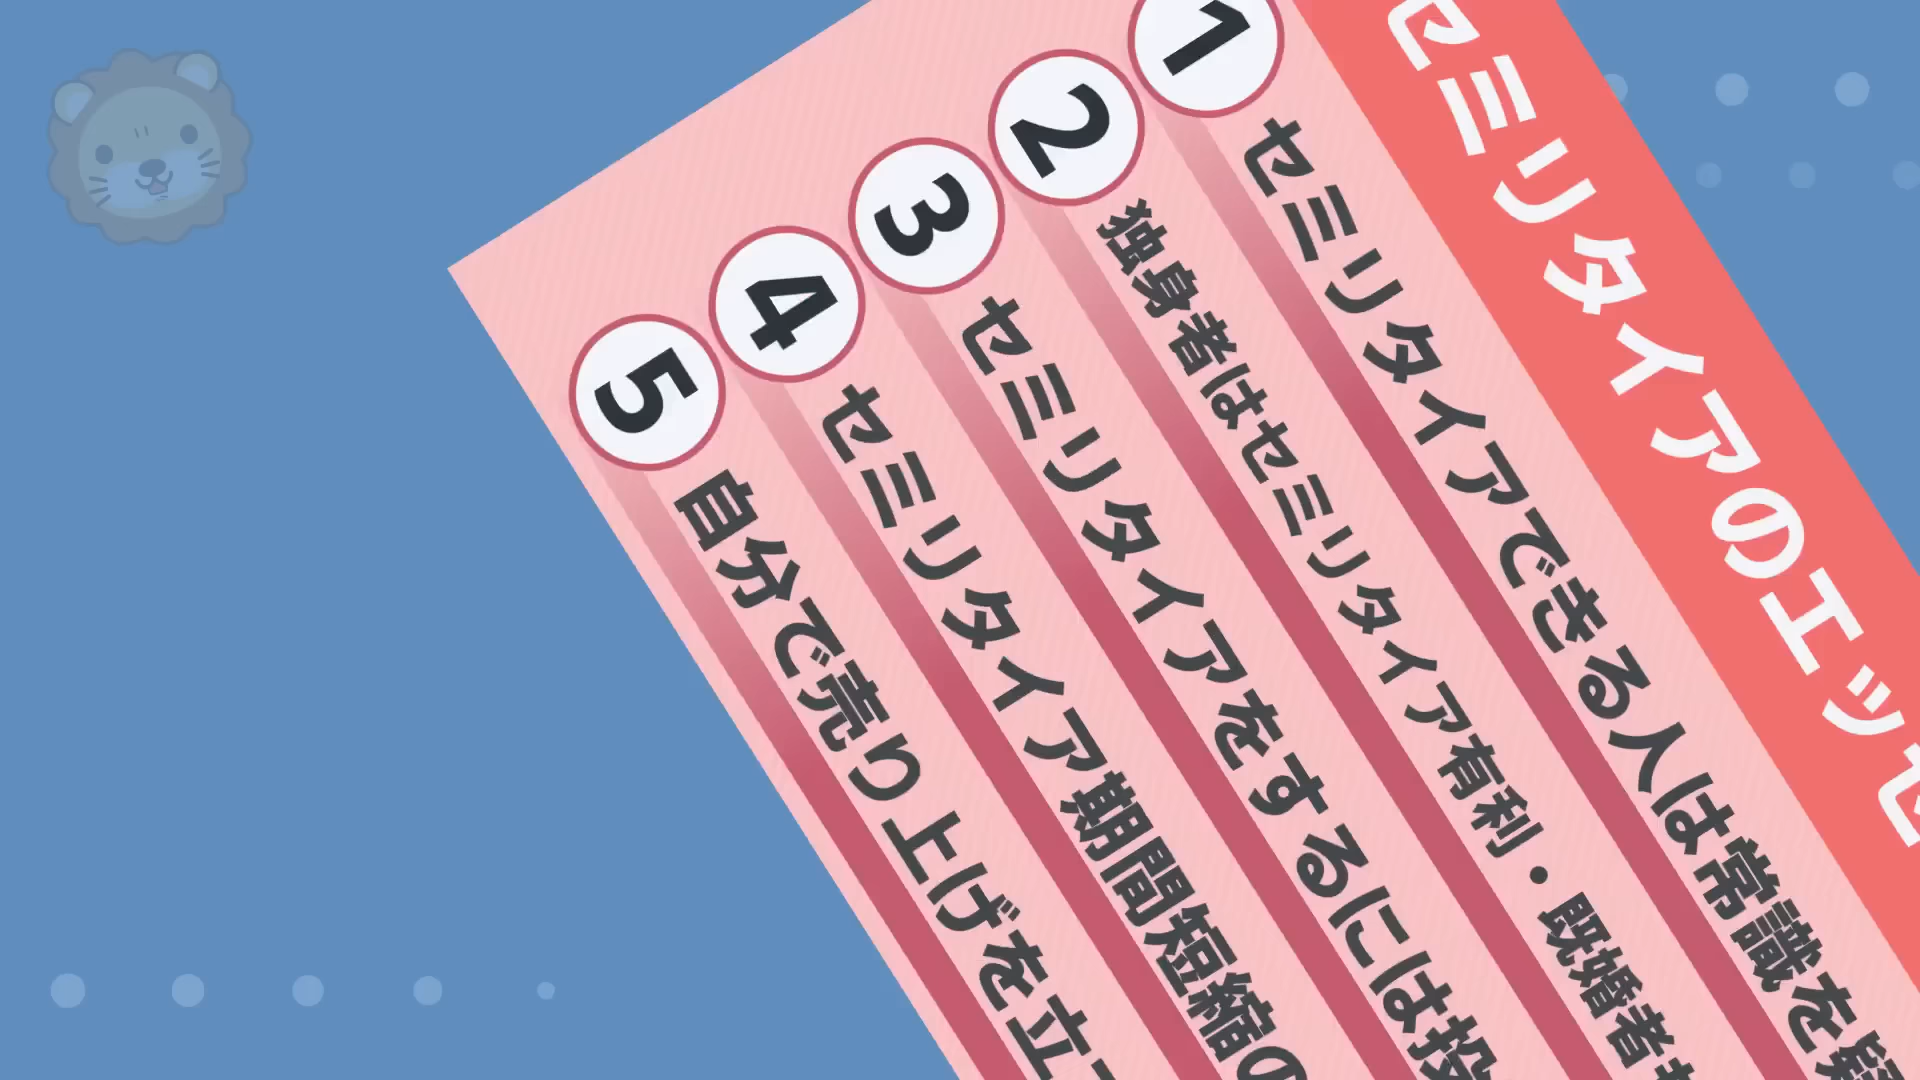 セミリタイアのエッセ
1 セミリタイアできる人は常識を疑
2 独身者はセミリタイア有利・既婚者
3 セミリタイアをするには投
4 セミリタイア期間短縮の
5 自分で売り上げを立